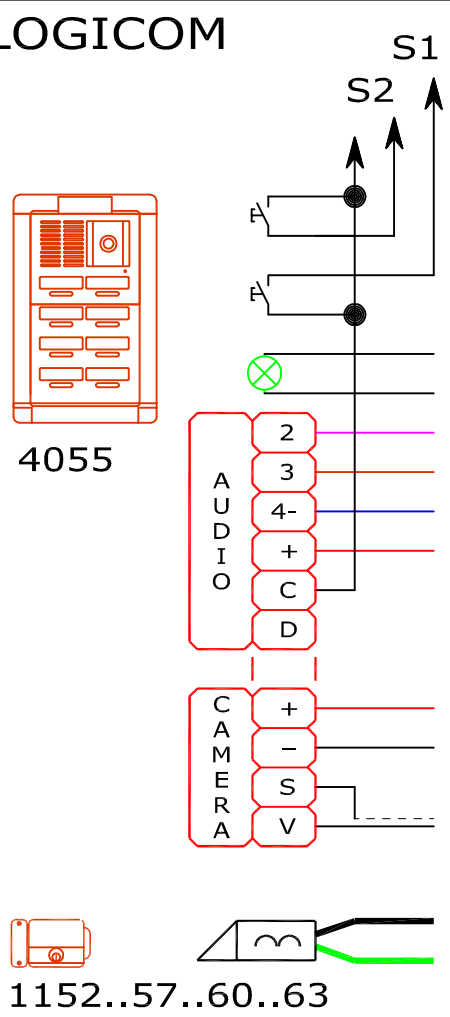 LOGICOM
S1
S2
4055
AUDIO
2
3
4-
+
C
D
CAMERA
+
−
S
V
1152..57..60..63